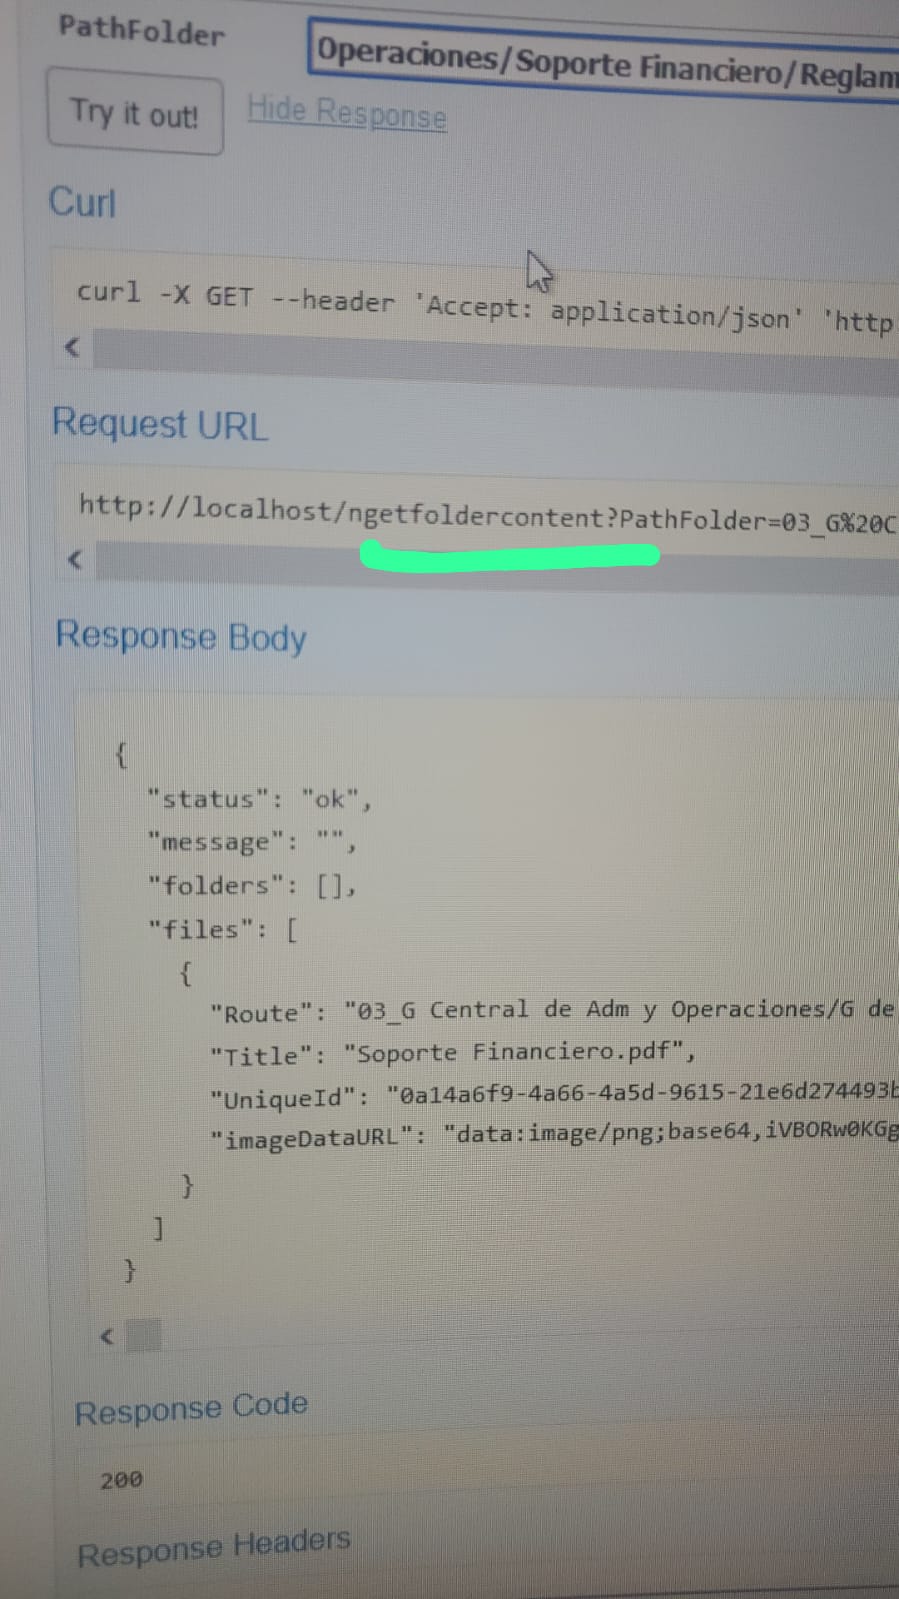 PathFolder
Operaciones/Soporte Financiero/Reglam
Try it out!
Hide Response
Curl
curl -X GET --header 'Accept: application/json' 'http
Request URL
http://localhost/ngetfoldercontent?PathFolder=03_G%20C
Response Body
{
"status": "ok",
"message": "",
"folders": [],
"files": [
{
"Route": "03_G Central de Adm y Operaciones/G de
"Title": "Soporte Financiero.pdf",
"UniqueId": "0a14a6f9-4a66-4a5d-9615-21e6d274493b
"imageDataURL": "data:image/png;base64,iVBORw0KGg
}
]
}
Response Code
200
Response Headers